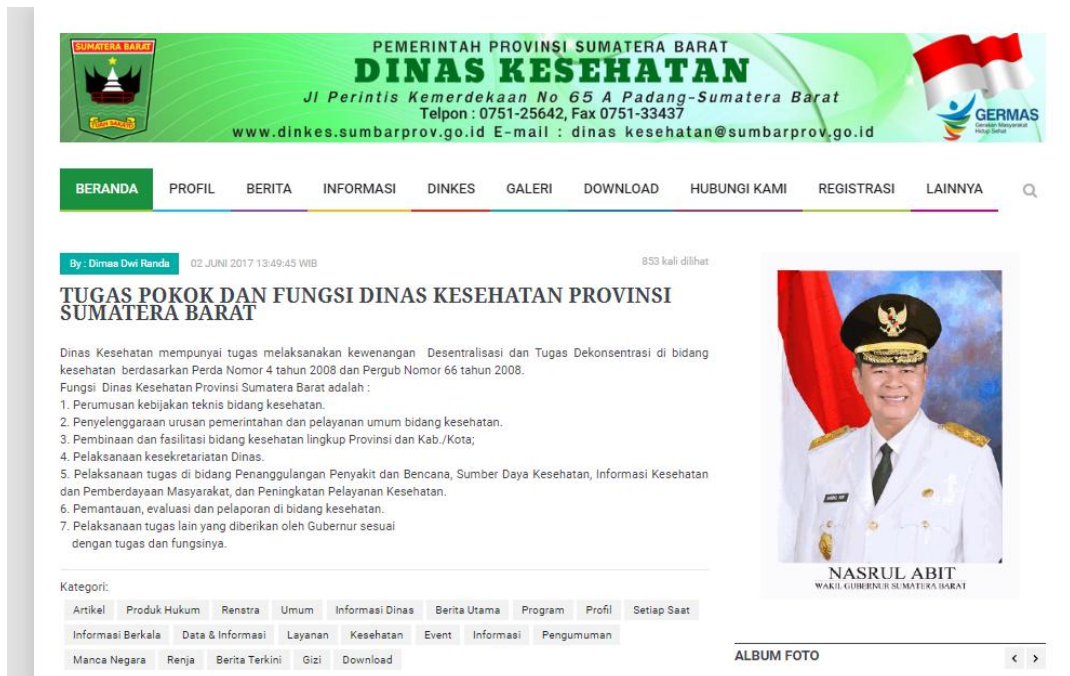 SUMATERA BARAT
TUAH SAKATO
PEMERINTAH PROVINSI SUMATERA BARAT
DINAS KESEHATAN
Jl Perintis Kemerdekaan No 65 A Padang-Sumatera Barat
Telpon : 0751-25642, Fax 0751-33437
www.dinkes.sumbarprov.go.id E-mail : dinas kesehatan@sumbarprov.go.id
GERMAS
Gerakan Masyarakat
Hidup Sehat
BERANDA PROFIL BERITA INFORMASI DINKES GALERI DOWNLOAD HUBUNGI KAMI REGISTRASI LAINNYA
By : Dimas Dwi Randa 02 JUNI 2017 13:49:45 WIB 853 kali dilihat
TUGAS POKOK DAN FUNGSI DINAS KESEHATAN PROVINSI
SUMATERA BARAT
Dinas Kesehatan mempunyai tugas melaksanakan kewenangan Desentralisasi dan Tugas Dekonsentrasi di bidang
kesehatan berdasarkan Perda Nomor 4 tahun 2008 dan Pergub Nomor 66 tahun 2008.
Fungsi Dinas Kesehatan Provinsi Sumatera Barat adalah :
1. Perumusan kebijakan teknis bidang kesehatan.
2. Penyelenggaraan urusan pemerintahan dan pelayanan umum bidang kesehatan.
3. Pembinaan dan fasilitasi bidang kesehatan lingkup Provinsi dan Kab./Kota;
4. Pelaksanaan kesekretariatan Dinas.
5. Pelaksanaan tugas di bidang Penanggulangan Penyakit dan Bencana, Sumber Daya Kesehatan, Informasi Kesehatan
dan Pemberdayaan Masyarakat, dan Peningkatan Pelayanan Kesehatan.
6. Pemantauan, evaluasi dan pelaporan di bidang kesehatan.
7. Pelaksanaan tugas lain yang diberikan oleh Gubernur sesuai
dengan tugas dan fungsinya.
Kategori:
Artikel Produk Hukum Renstra Umum Informasi Dinas Berita Utama Program Profil Setiap Saat
Informasi Berkala Data & Informasi Layanan Kesehatan Event Informasi Pengumuman
Manca Negara Renja Berita Terkini Gizi Download
NASRUL ABIT
WAKIL GUBERNUR SUMATERA BARAT
ALBUM FOTO